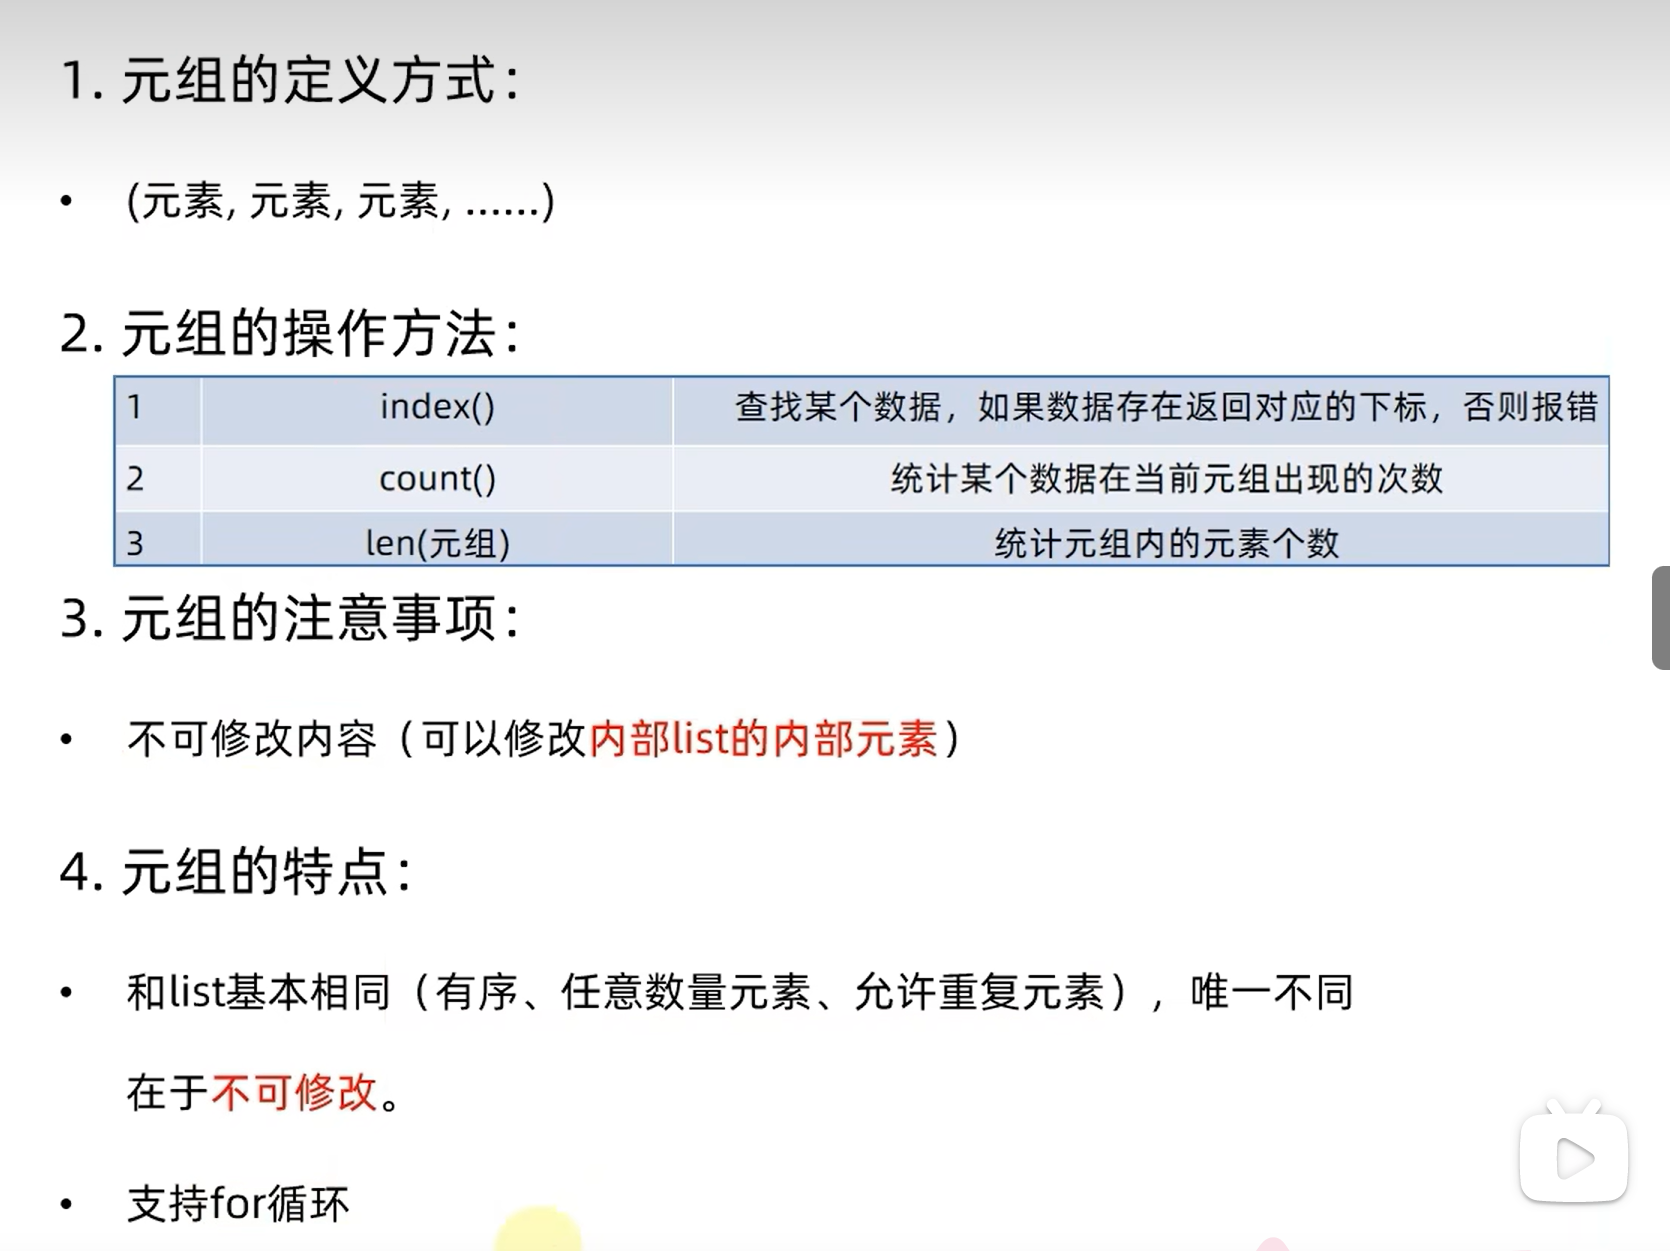 1. 元组的定义方式：
• (元素, 元素, 元素, ......)
2. 元组的操作方法：
1 index() 查找某个数据，如果数据存在返回对应的下标，否则报错
2 count() 统计某个数据在当前元组出现的次数
3 len(元组) 统计元组内的元素个数
3. 元组的注意事项：
• 不可修改内容（可以修改内部list的内部元素）
4. 元组的特点：
• 和list基本相同（有序、任意数量元素、允许重复元素），唯一不同
在于不可修改。
• 支持for循环